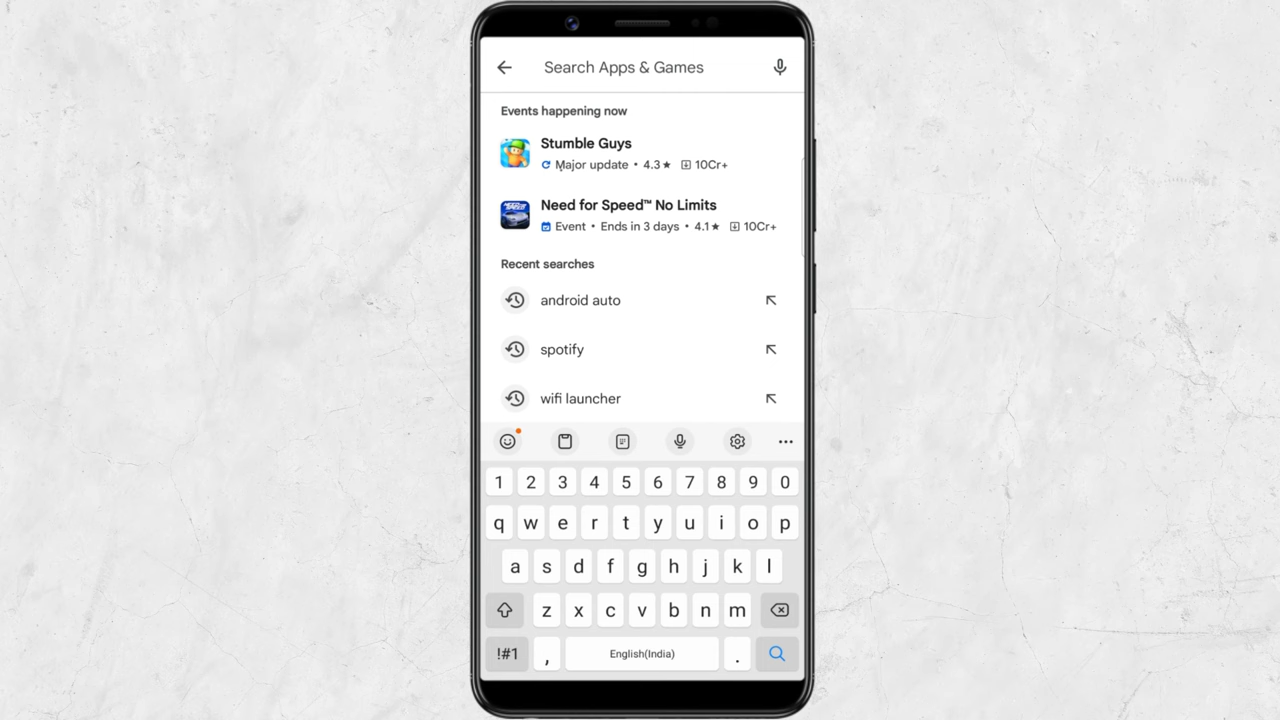 Search Apps & Games
Events happening now
Stumble Guys
Major update • 4.3★ 10Cr+
Need for Speed™ No Limits
Event • Ends in 3 days • 4.1★ 10Cr+
Recent searches
android auto
spotify
wifi launcher
1 2 3 4 5 6 7 8 9 0
q w e r t y u i o p
a s d f g h j k l
z x c v b n m
!#1 , English(India) .